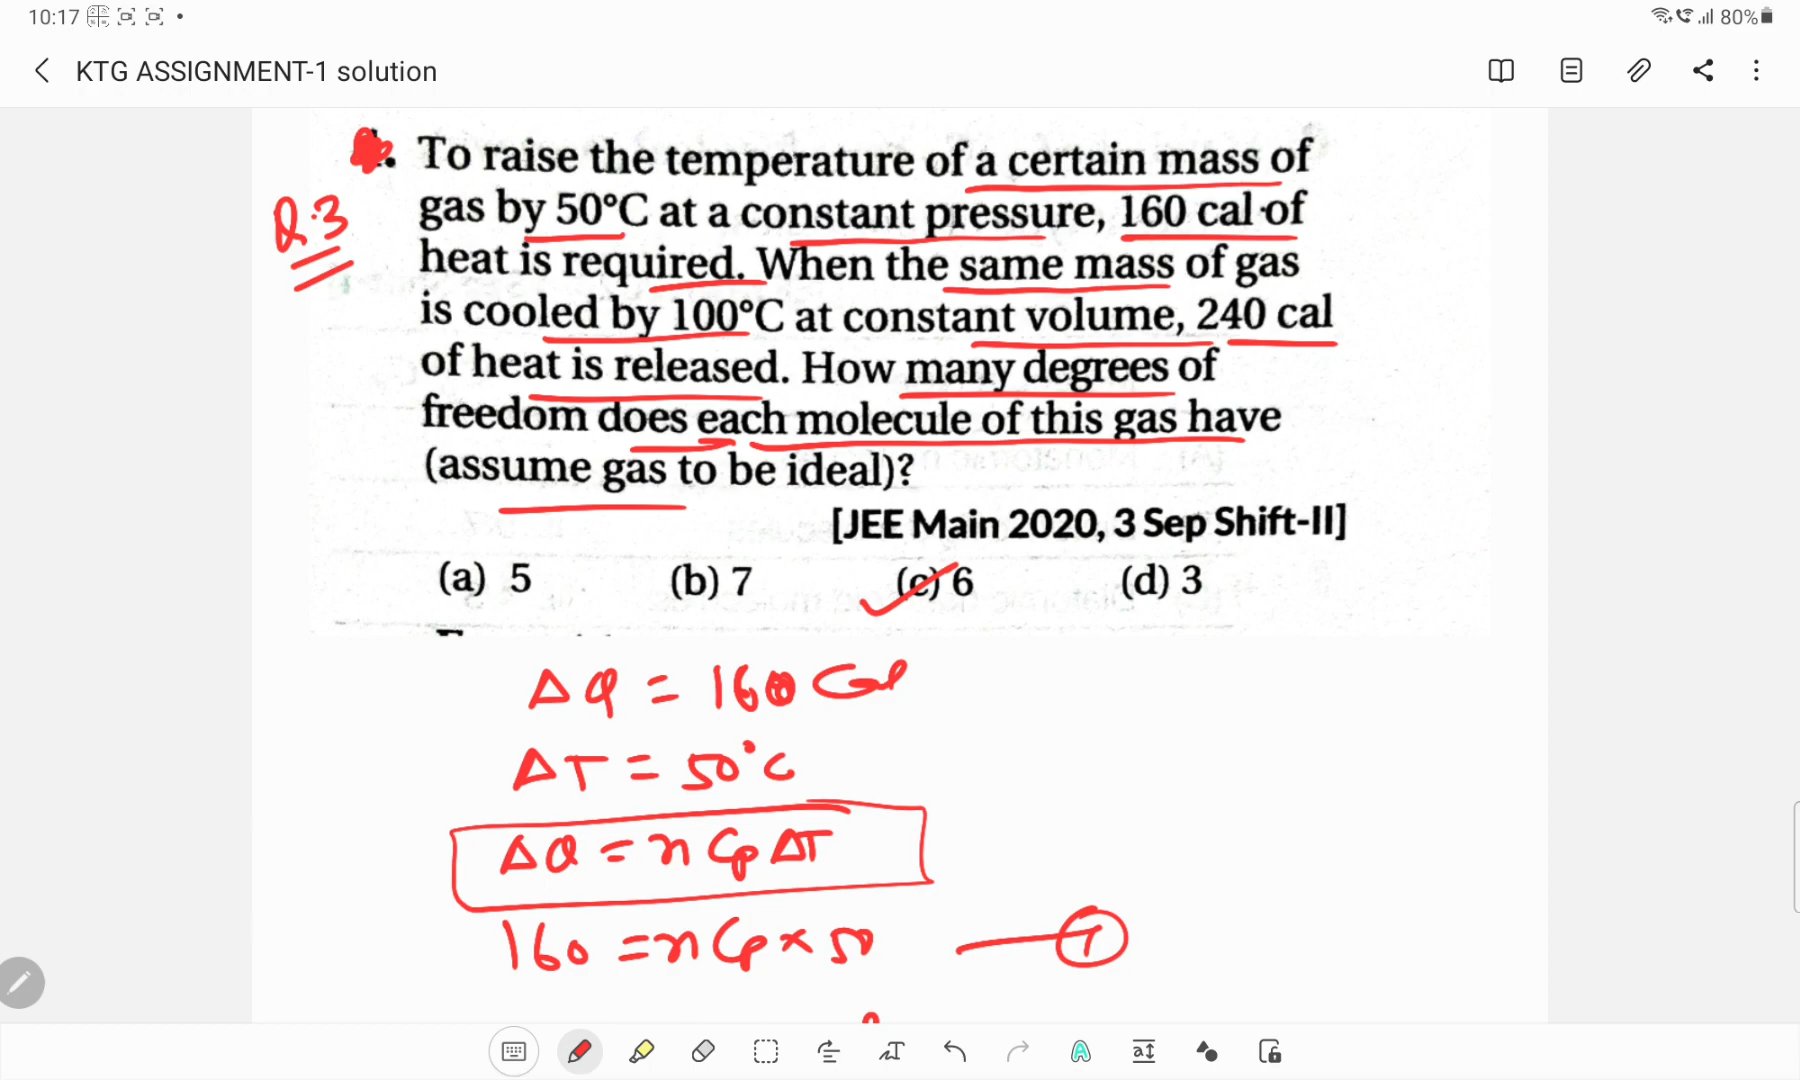 10:17
80%
KTG ASSIGNMENT-1 solution
Q.3
To raise the temperature of a certain mass of
gas by 50°C at a constant pressure, 160 cal of
heat is required. When the same mass of gas
is cooled by 100°C at constant volume, 240 cal
of heat is released. How many degrees of
freedom does each molecule of this gas have
(assume gas to be ideal)?
[JEE Main 2020, 3 Sep Shift-II]
(a) 5 (b) 7 (c) 6 (d) 3
ΔQ = 160 Cal
ΔT = 50°C
ΔQ = n Cp ΔT
160 = n Cp × 50 — 1